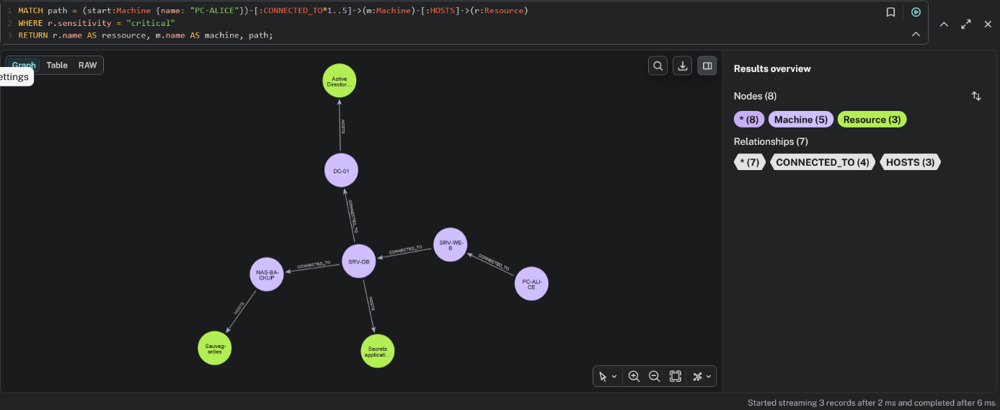 1 MATCH path = (start:Machine {name: "PC-ALICE"})-[:CONNECTED_TO*1..5]->(m:Machine)-[:HOSTS]->(r:Resource)
2 WHERE r.sensitivity = "critical"
3 RETURN r.name AS ressource, m.name AS machine, path;
Graph Table RAW
ettings
Results overview
Nodes (8)
* (8) Machine (5) Resource (3)
Relationships (7)
* (7) CONNECTED_TO (4) HOSTS (3)
Active
Director...
HOSTS
DC-01
CONNECTED_TO
SRV-WE-
B
CONNECTED_TO
SRV-DB
CONNECTED_TO
CONNECTED_TO
NAS-BA-
CKUP
PC-ALI-
CE
HOSTS
HOSTS
Sauveg-
ardes
Secrets
applicati...
Started streaming 3 records after 2 ms and completed after 6 ms.